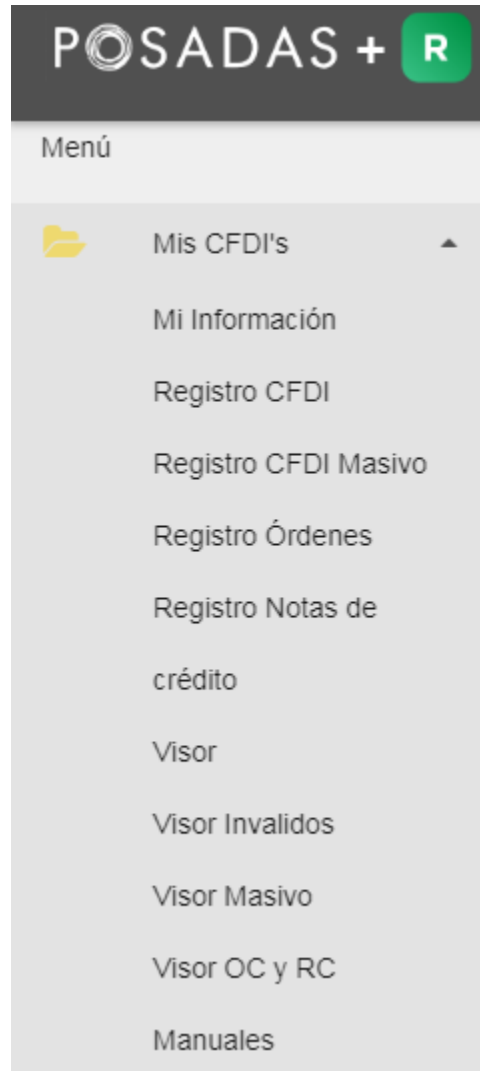 POSADAS + R
Menú
Mis CFDI's
Mi Información
Registro CFDI
Registro CFDI Masivo
Registro Órdenes
Registro Notas de
crédito
Visor
Visor Invalidos
Visor Masivo
Visor OC y RC
Manuales